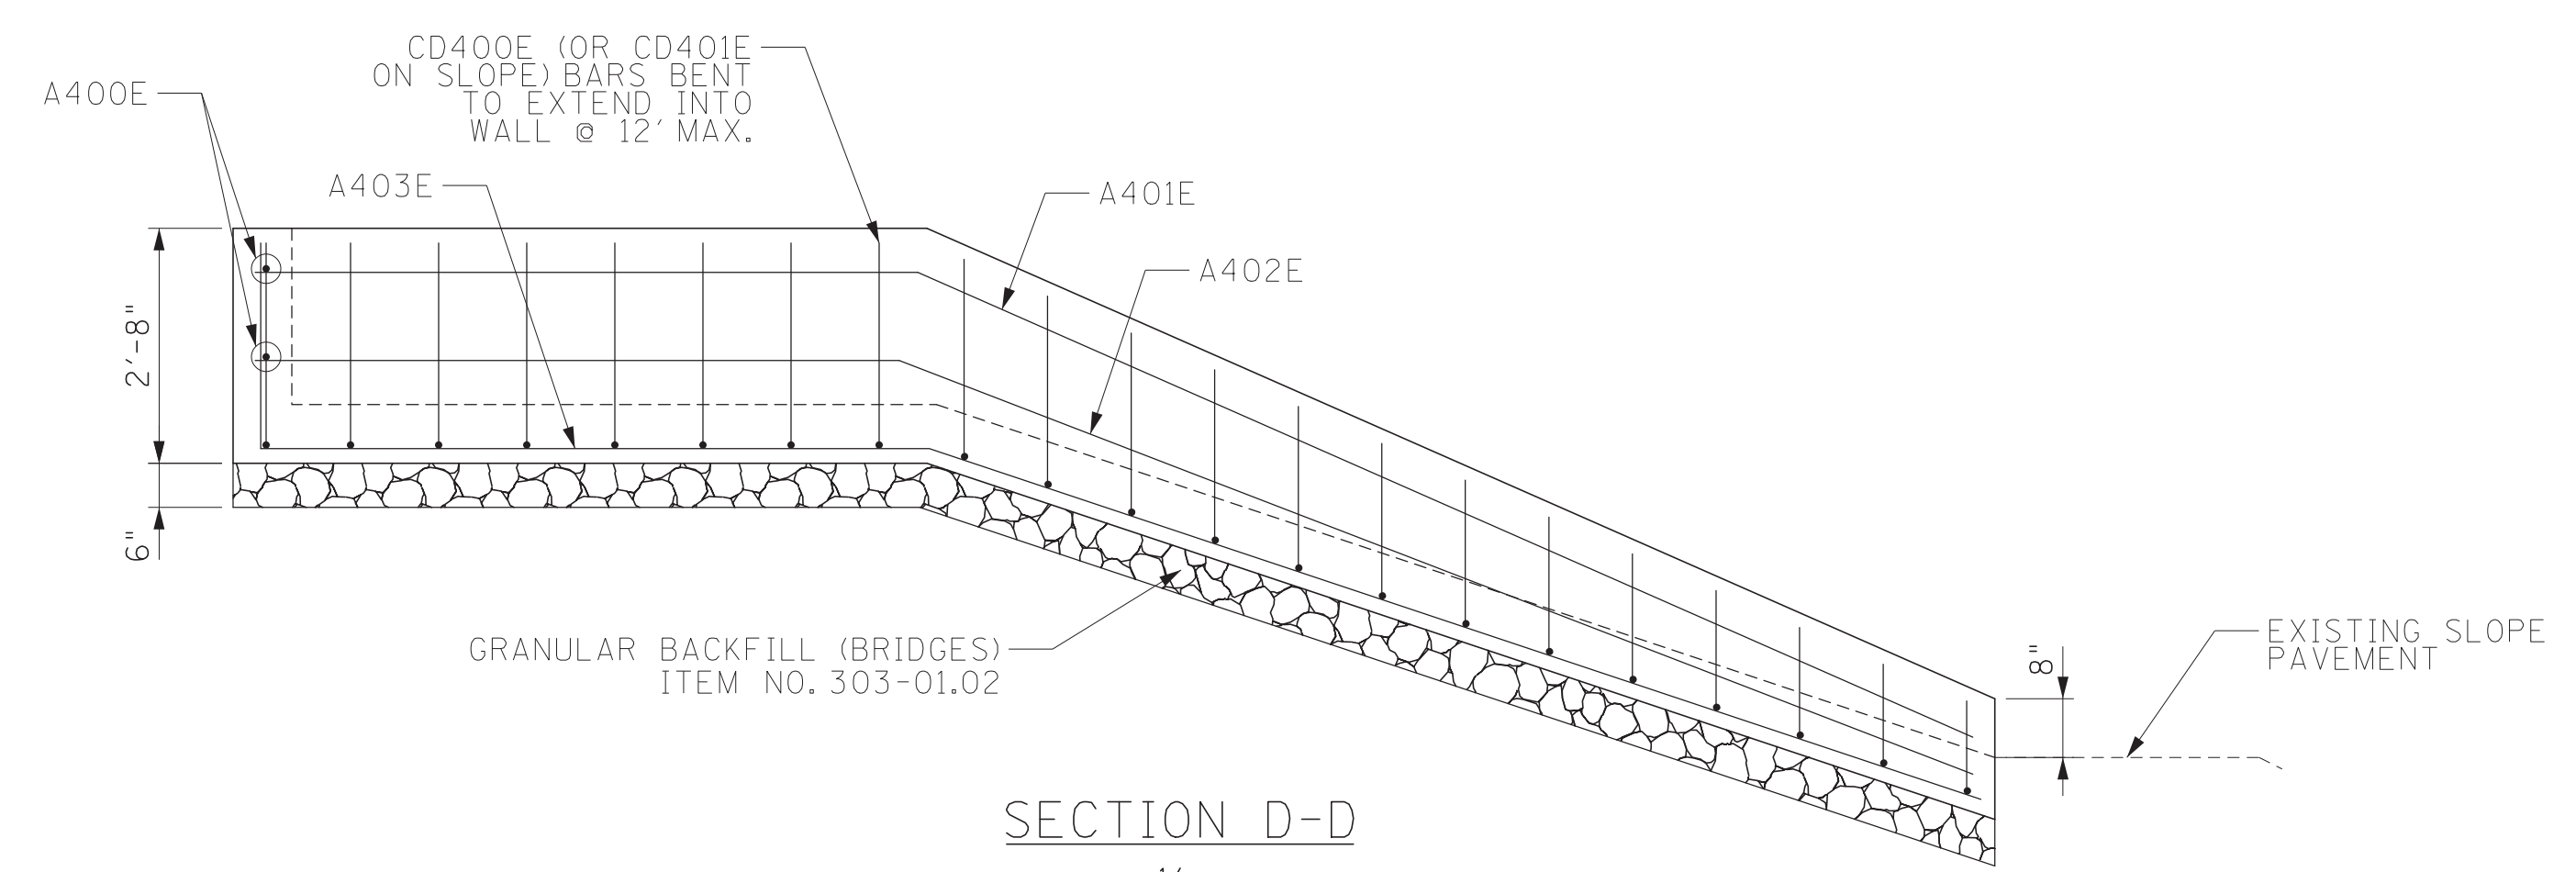 CD400E (OR CD401E
ON SLOPE) BARS BENT
TO EXTEND INTO
WALL @ 12' MAX.
A400E
A403E
A401E
A402E
2'-8"
6"
GRANULAR BACKFILL (BRIDGES)
ITEM NO. 303-01.02
8"
EXISTING SLOPE
PAVEMENT
SECTION D-D